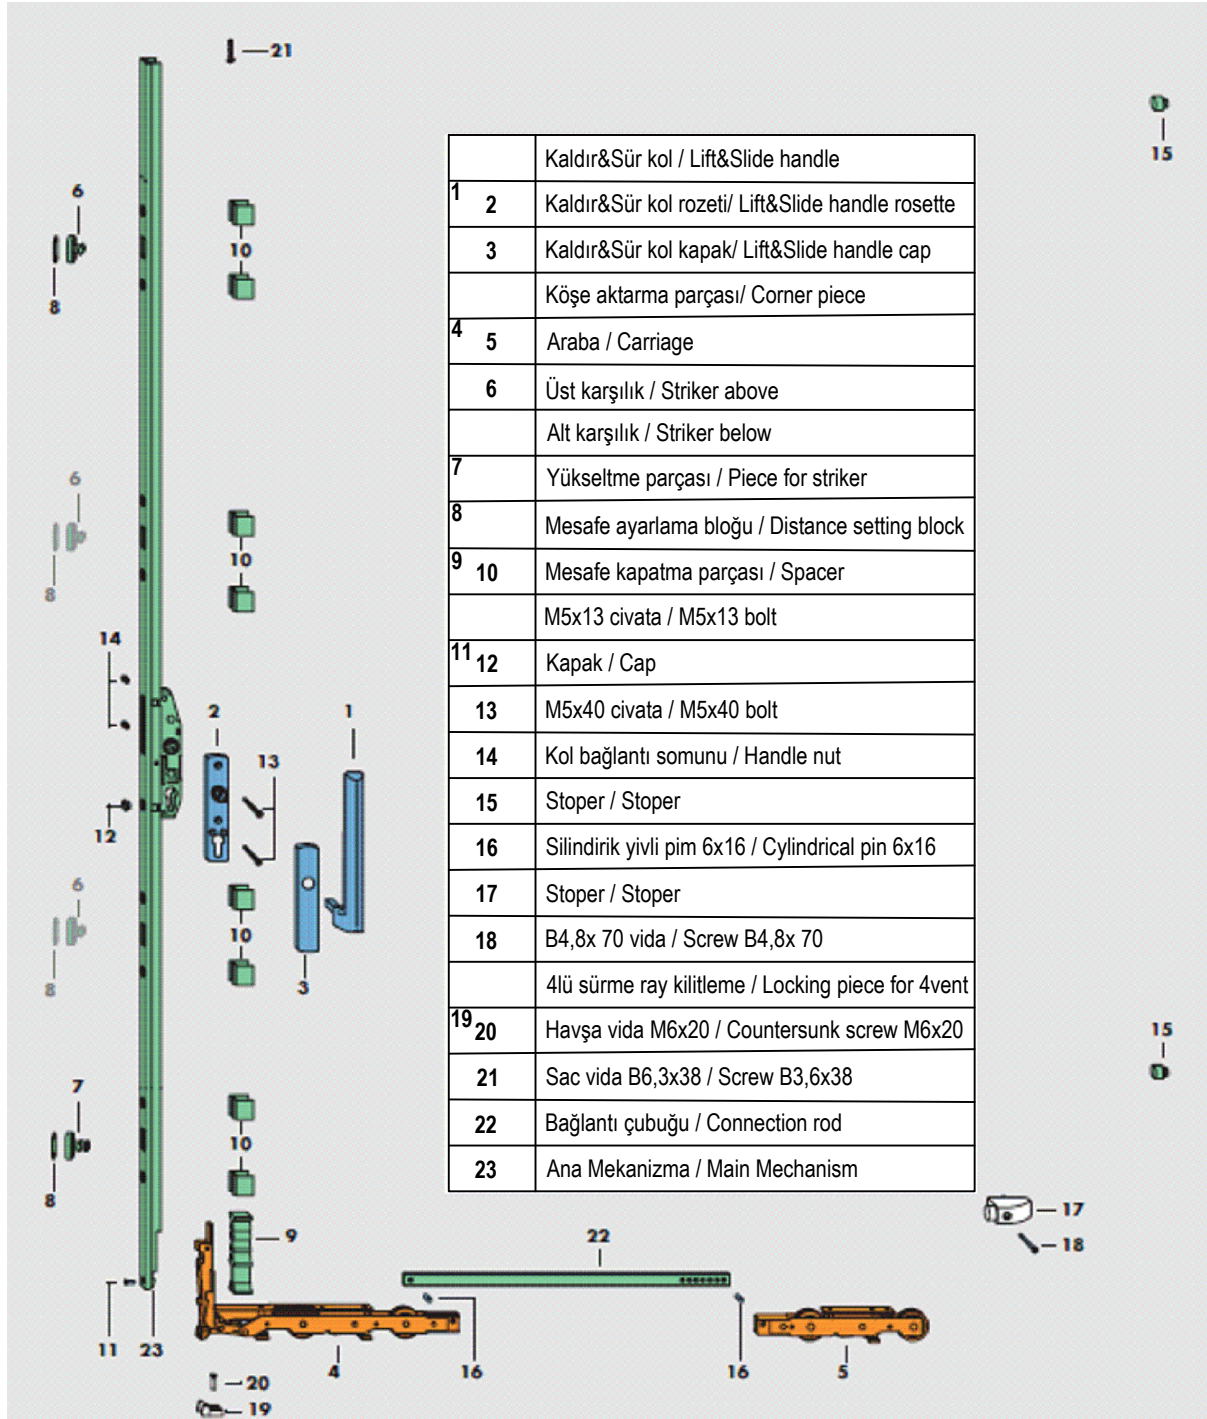 21
15
Kaldır&Sür kol / Lift&Slide handle
1
2 Kaldır&Sür kol rozeti/ Lift&Slide handle rosette
3 Kaldır&Sür kol kapak/ Lift&Slide handle cap
Köşe aktarma parçası/ Corner piece
4
5 Araba / Carriage
6 Üst karşılık / Striker above
Alt karşılık / Striker below
7
Yükseltme parçası / Piece for striker
8
Mesafe ayarlama bloğu / Distance setting block
9
10 Mesafe kapatma parçası / Spacer
M5x13 civata / M5x13 bolt
11
12 Kapak / Cap
13 M5x40 civata / M5x40 bolt
14 Kol bağlantı somunu / Handle nut
15 Stoper / Stoper
16 Silindirik yivli pim 6x16 / Cylindrical pin 6x16
17 Stoper / Stoper
18 B4,8x 70 vida / Screw B4,8x 70
4lü sürme ray kilitleme / Locking piece for 4vent
19
20 Havşa vida M6x20 / Countersunk screw M6x20
21 Sac vida B6,3x38 / Screw B3,6x38
22 Bağlantı çubuğu / Connection rod
23 Ana Mekanizma / Main Mechanism
6
10
8
6
10
8
14
2
1
13
12
6
10
8
3
15
7
10
8
17
9
22
18
11
23
4
16
16
5
20
19